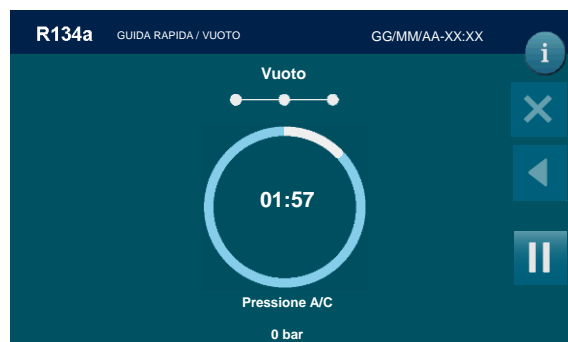 R134a GUIDA RAPIDA / VUOTO GG/MM/AA-XX:XX
i
Vuoto
01:57
Pressione A/C
0 bar